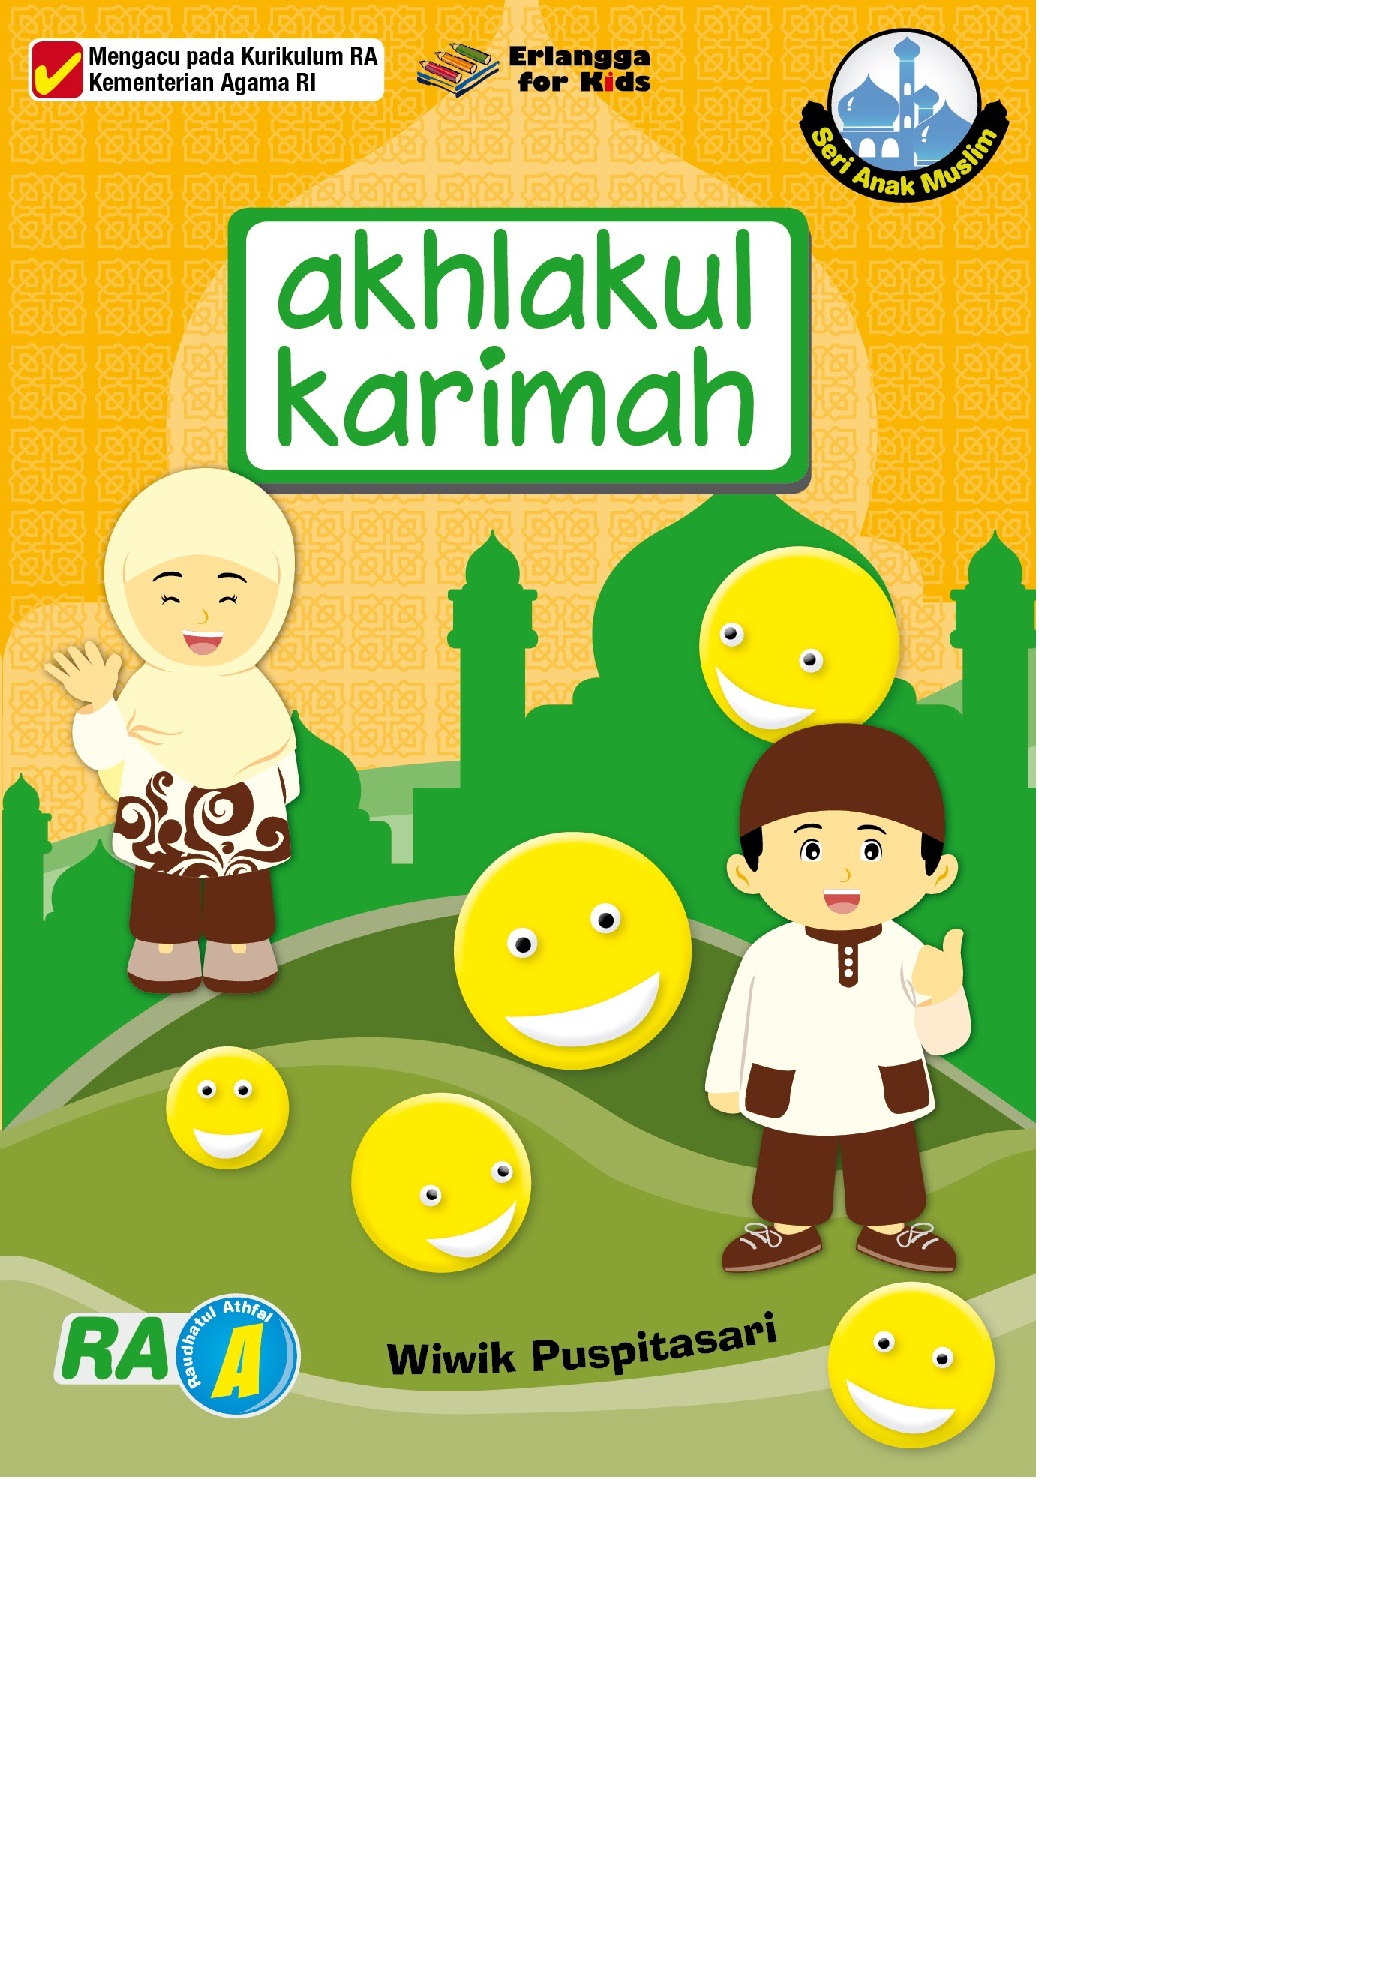 Mengacu pada Kurikulum RA
Kementerian Agama RI
Erlangga
for Kids
Seri Anak Muslim
akhlakul
karimah
RA
Raudhatul Athfal
A
Wiwik Puspitasari